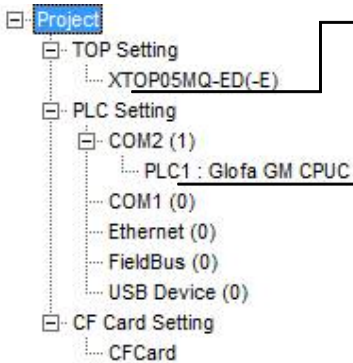 Project
TOP Setting
XTOP05MQ-ED(-E)
PLC Setting
COM2 (1)
PLC1 : Glofa GM CPUC
COM1 (0)
Ethernet (0)
FieldBus (0)
USB Device (0)
CF Card Setting
CFCard